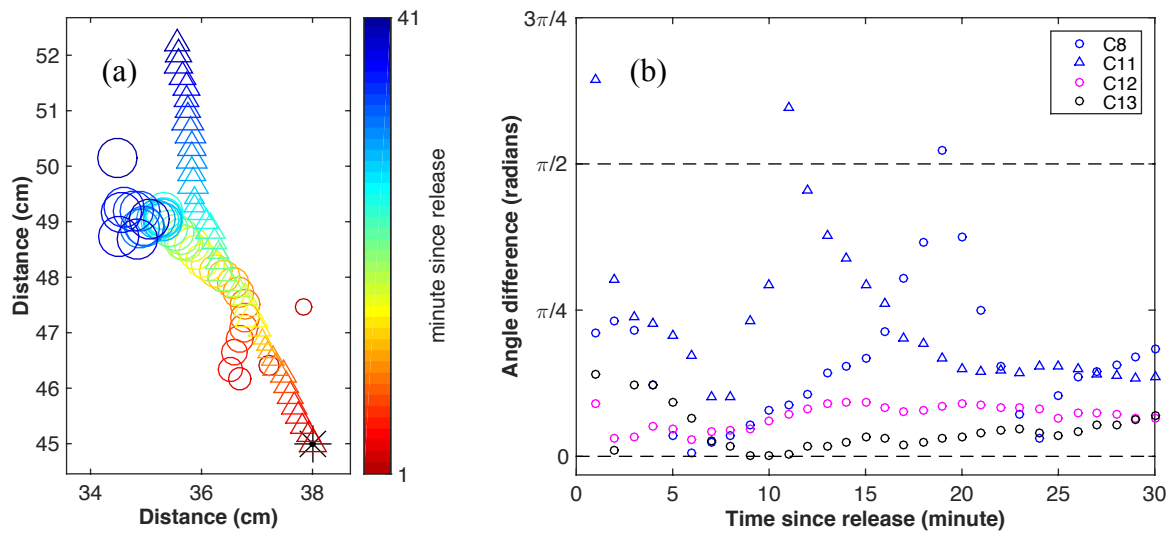 (a)
52
51
50
49
48
47
46
45
34
36
38
Distance (cm)
Distance (cm)
41
1
minute since release
(b)
3π/4
π/2
π/4
0
0
5
10
15
20
25
30
Angle difference (radians)
Time since release (minute)
C8
C11
C12
C13